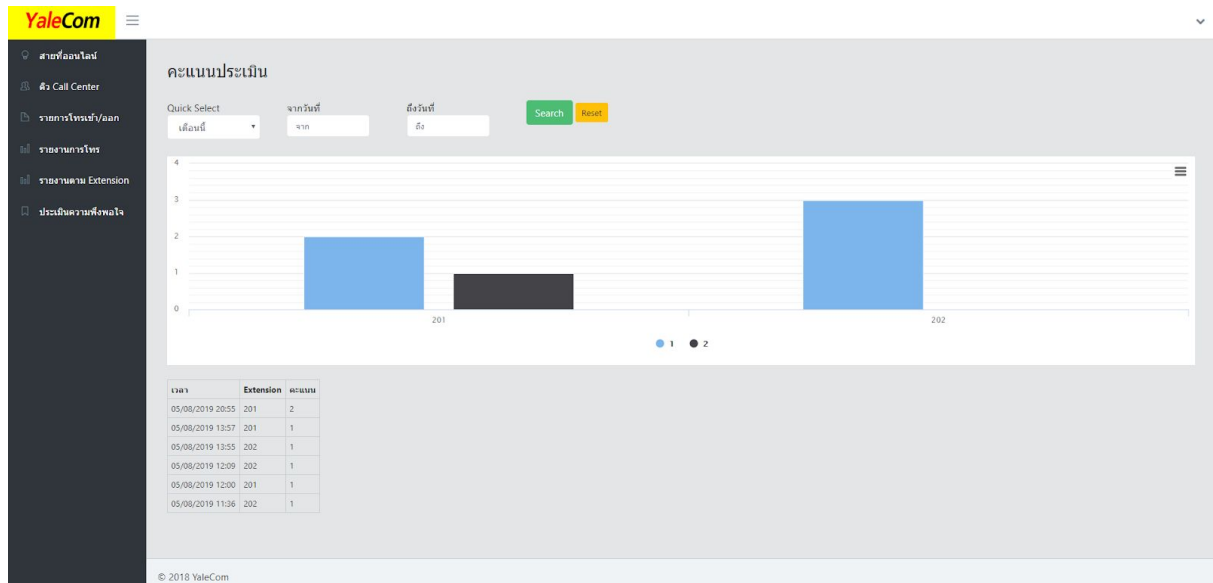 YaleCom
สายที่ออนไลน์
คิว Call Center
รายการโทรเข้า/ออก
รายงานการโทร
รายงานตาม Extension
ประเมินความพึงพอใจ
คะแนนประเมิน
Quick Select จากวันที่ ถึงวันที่
เดือนนี้ จาก ถึง Search Reset
4
3
2
1
0
201 202
1 2
เวลา Extension คะแนน
05/08/2019 20:55 201 2
05/08/2019 13:57 201 1
05/08/2019 13:55 202 1
05/08/2019 12:09 202 1
05/08/2019 12:00 201 1
05/08/2019 11:36 202 1
© 2018 YaleCom